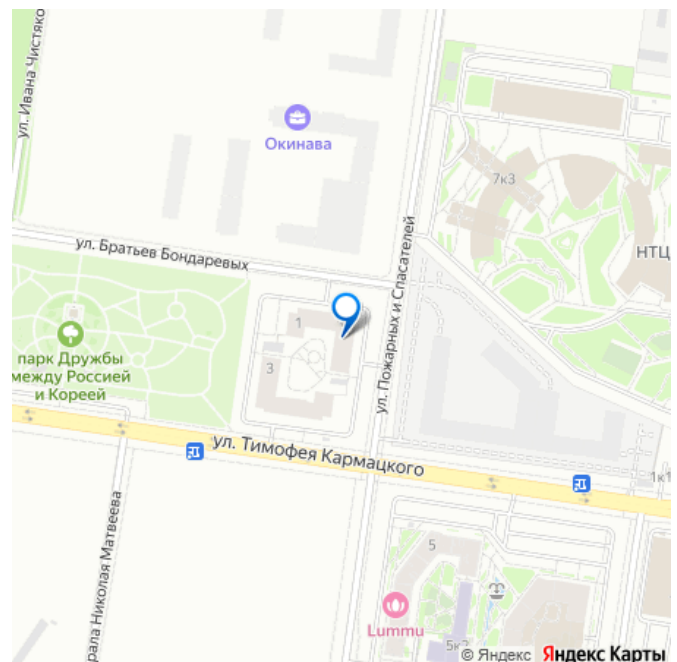 ул. Ивана Чистяко
Окинава
7к3
НТЦ
ул. Братьев Бондаревых
ул. Пожарных и Спасателей
1
3
парк Дружбы
между Россией
и Кореей
ул. Тимофея Кармацкого
1к1
рала Николая Матвеева
5
Lummu
5к2
© Яндекс Яндекс Карты